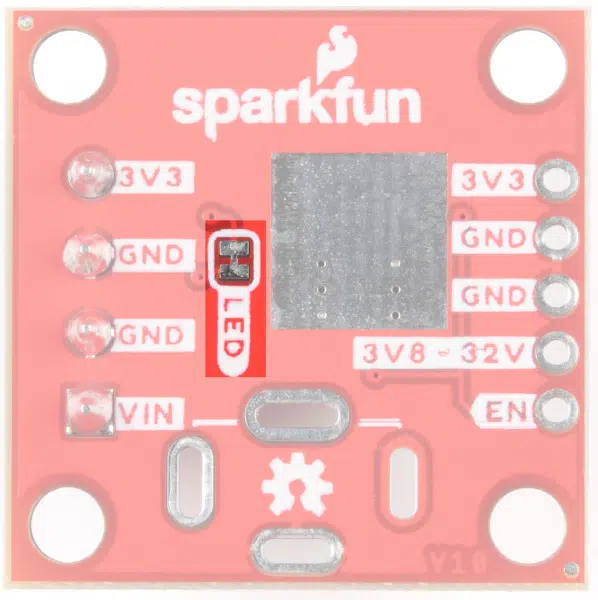 sparkfun
3V3
3V3
GND
GND
LED
GND
GND
3V8 - 32V
VIN
EN
V10